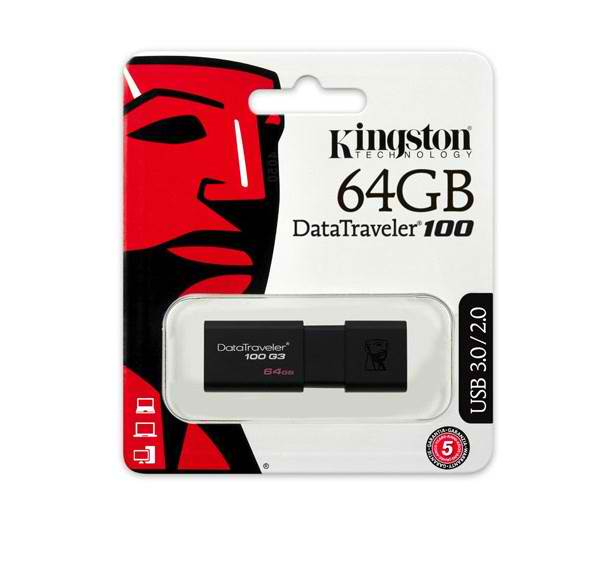 Kingston
TECHNOLOGY
64GB
DataTraveler® 100
DataTraveler®
100 G3
64GB
USB 3.0/2.0
5
®